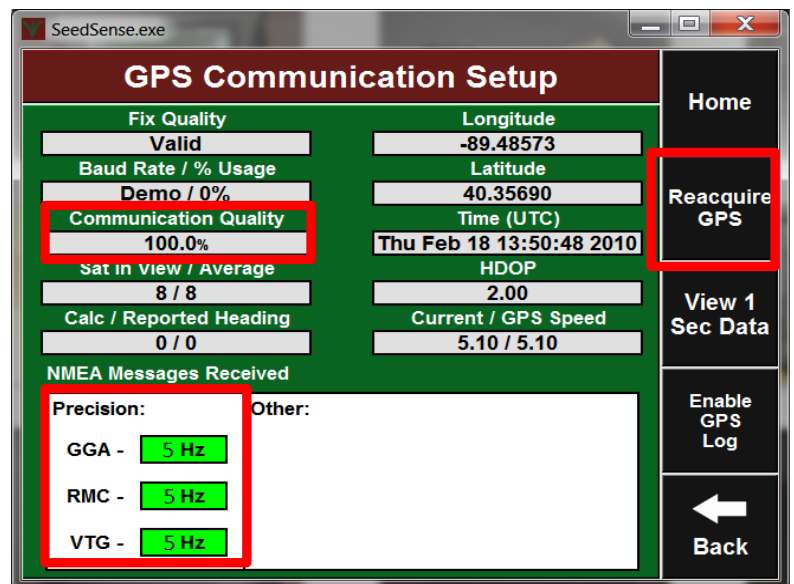 SeedSense.exe
GPS Communication Setup
Fix Quality
Valid
Baud Rate / % Usage
Demo / 0%
Communication Quality
100.0%
Sat in View / Average
8 / 8
Calc / Reported Heading
0 / 0
Longitude
-89.48573
Latitude
40.35690
Time (UTC)
Thu Feb 18 13:50:48 2010
HDOP
2.00
Current / GPS Speed
5.10 / 5.10
NMEA Messages Received
Precision:
GGA - 5 Hz
RMC - 5 Hz
VTG - 5 Hz
Other:
Home
Reacquire
GPS
View 1
Sec Data
Enable
GPS
Log
Back